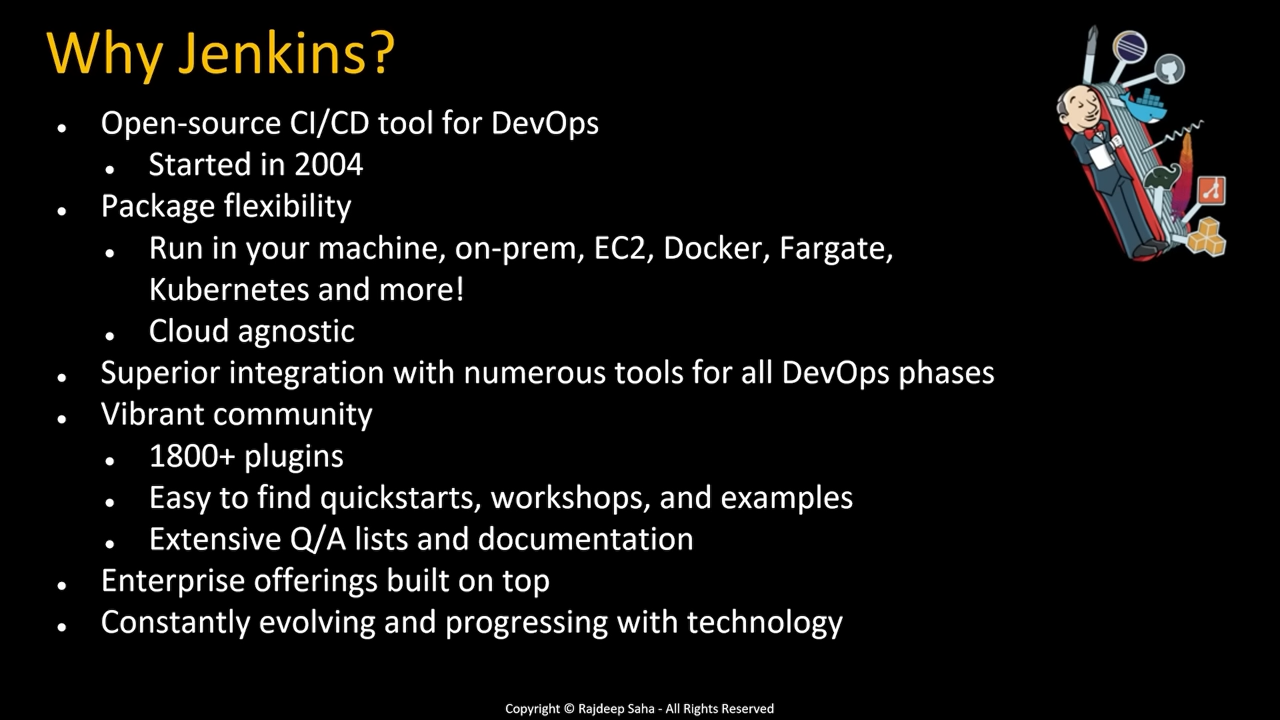 Why Jenkins?
• Open-source CI/CD tool for DevOps
• Started in 2004
• Package flexibility
• Run in your machine, on-prem, EC2, Docker, Fargate,
Kubernetes and more!
• Cloud agnostic
• Superior integration with numerous tools for all DevOps phases
• Vibrant community
• 1800+ plugins
• Easy to find quickstarts, workshops, and examples
• Extensive Q/A lists and documentation
• Enterprise offerings built on top
• Constantly evolving and progressing with technology
Copyright © Rajdeep Saha - All Rights Reserved